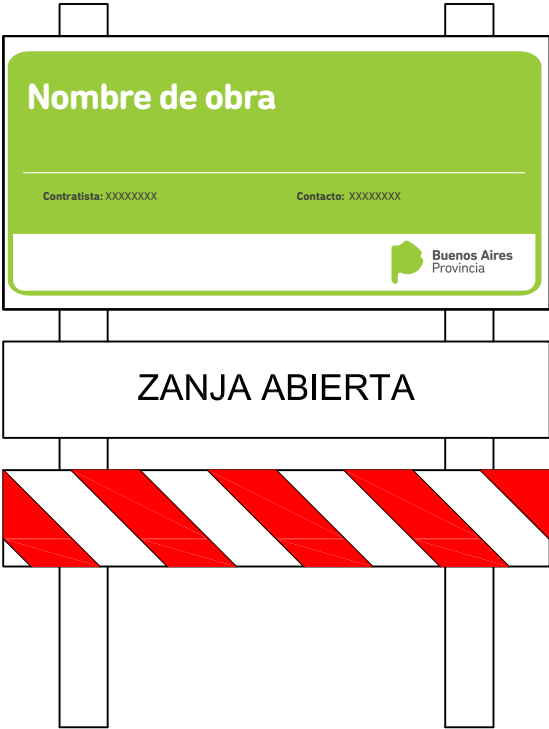 Nombre de obra
Contratista: XXXXXXXX Contacto: XXXXXXXX
Buenos Aires
Provincia
ZANJA ABIERTA